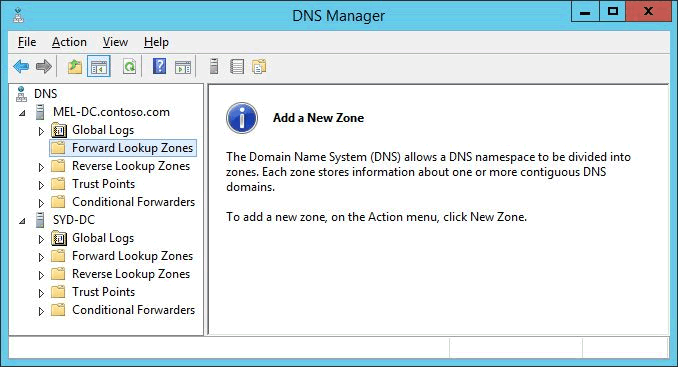 DNS Manager
File Action View Help
DNS
MEL-DC.contoso.com
Global Logs
Forward Lookup Zones
Reverse Lookup Zones
Trust Points
Conditional Forwarders
SYD-DC
Global Logs
Forward Lookup Zones
Reverse Lookup Zones
Trust Points
Conditional Forwarders
Add a New Zone
The Domain Name System (DNS) allows a DNS namespace to be divided into
zones. Each zone stores information about one or more contiguous DNS
domains.
To add a new zone, on the Action menu, click New Zone.